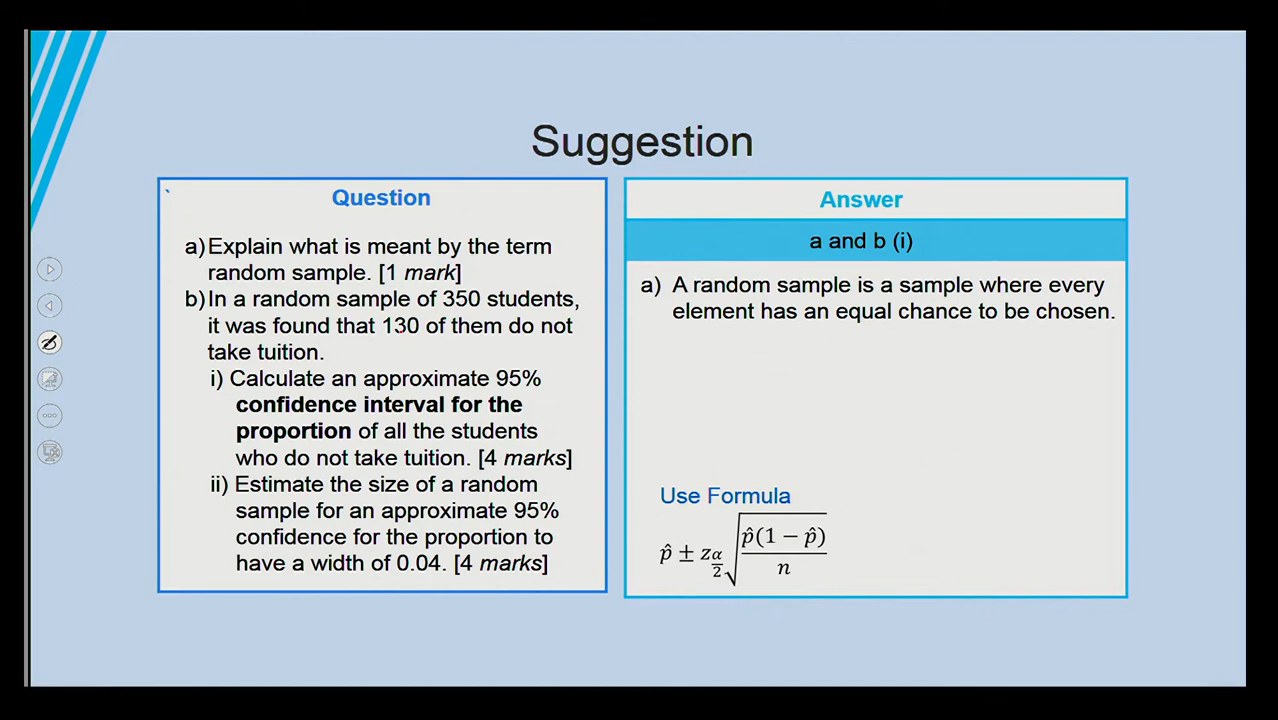 Suggestion
Question
a) Explain what is meant by the term
random sample. [1 mark]
b) In a random sample of 350 students,
it was found that 130 of them do not
take tuition.
i) Calculate an approximate 95%
confidence interval for the
proportion of all the students
who do not take tuition. [4 marks]
ii) Estimate the size of a random
sample for an approximate 95%
confidence for the proportion to
have a width of 0.04. [4 marks]
Answer
a and b (i)
a) A random sample is a sample where every
element has an equal chance to be chosen.
Use Formula
p̂ ± z_{α/2} √(p̂(1 − p̂)/n)